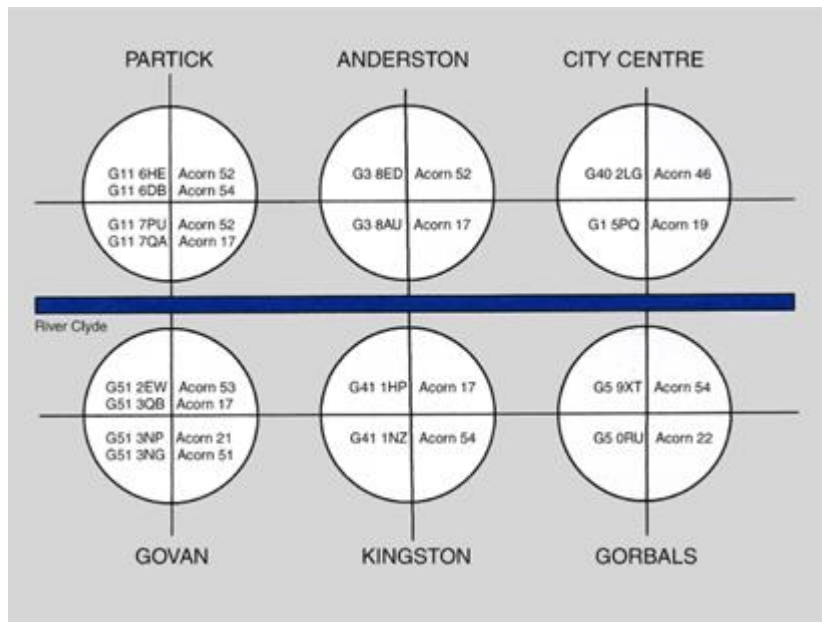 PARTICK
ANDERSTON
CITY CENTRE
G11 6HE Acorn 52
G11 6DB Acorn 54
G11 7PU Acorn 52
G11 7QA Acorn 17
G3 8ED Acorn 52
G3 8AU Acorn 17
G40 2LG Acorn 46
G1 5PQ Acorn 19
River Clyde
G51 2EW Acorn 53
G51 3QB Acorn 17
G51 3NP Acorn 21
G51 3NG Acorn 51
G41 1HP Acorn 17
G41 1NZ Acorn 54
G5 9XT Acorn 54
G5 0RU Acorn 22
GOVAN
KINGSTON
GORBALS